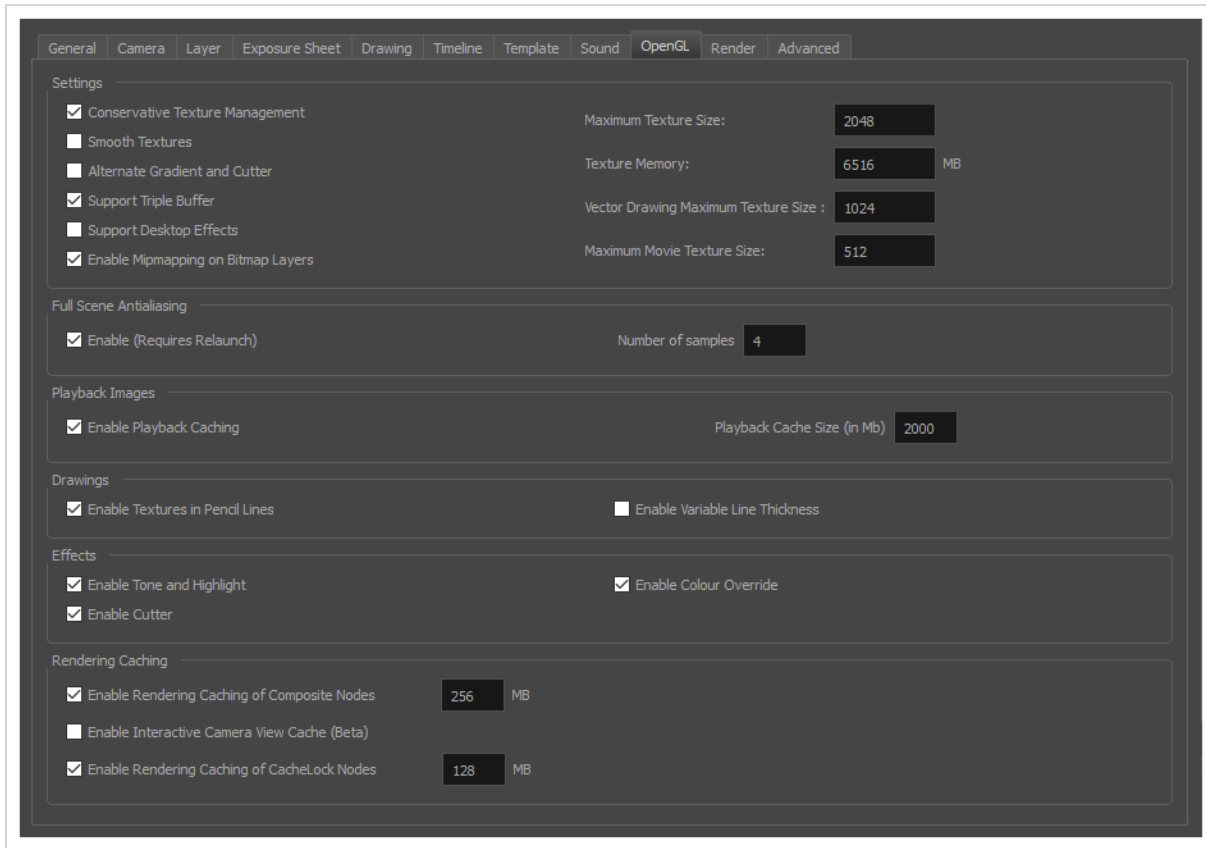 General Camera Layer Exposure Sheet Drawing Timeline Template Sound OpenGL Render Advanced
Settings
Conservative Texture Management
Smooth Textures
Alternate Gradient and Cutter
Support Triple Buffer
Support Desktop Effects
Enable Mipmapping on Bitmap Layers
Maximum Texture Size: 2048
Texture Memory: 6516 MB
Vector Drawing Maximum Texture Size : 1024
Maximum Movie Texture Size: 512
Full Scene Antialiasing
Enable (Requires Relaunch) Number of samples 4
Playback Images
Enable Playback Caching Playback Cache Size (in Mb) 2000
Drawings
Enable Textures in Pencil Lines Enable Variable Line Thickness
Effects
Enable Tone and Highlight Enable Colour Override
Enable Cutter
Rendering Caching
Enable Rendering Caching of Composite Nodes 256 MB
Enable Interactive Camera View Cache (Beta)
Enable Rendering Caching of CacheLock Nodes 128 MB